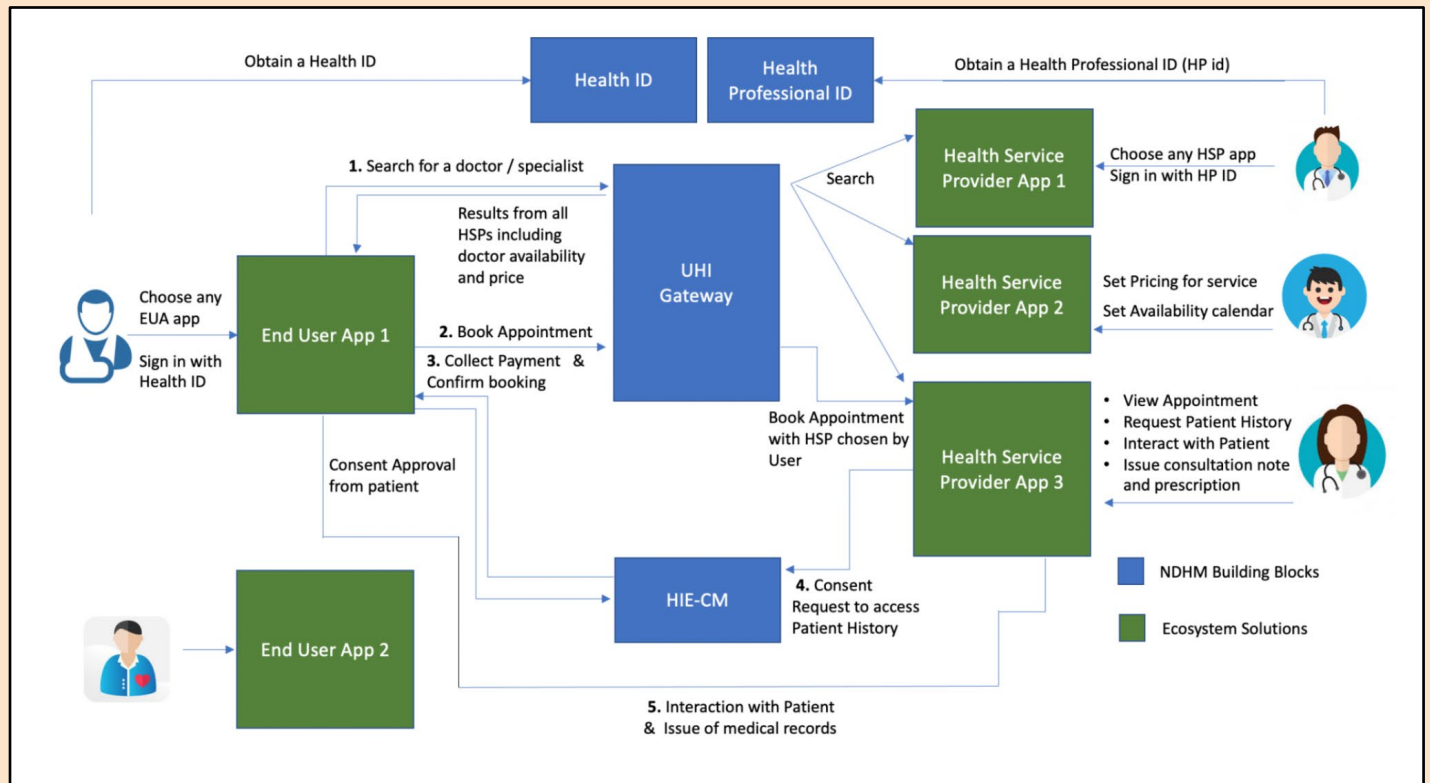 Obtain a Health ID
Health ID
Health
Professional ID
Obtain a Health Professional ID (HP id)
1. Search for a doctor / specialist
Results from all
HSPs including
doctor availability
and price
UHI
Gateway
Search
Health Service
Provider App 1
Choose any HSP app
Sign in with HP ID
Health Service
Provider App 2
Set Pricing for service
Set Availability calendar
Choose any
EUA app
Sign in with
Health ID
End User App 1
2. Book Appointment
3. Collect Payment &
Confirm booking
Book Appointment
with HSP chosen by
User
Health Service
Provider App 3
• View Appointment
• Request Patient History
• Interact with Patient
• Issue consultation note
and prescription
Consent Approval
from patient
HIE-CM
4. Consent
Request to access
Patient History
NDHM Building Blocks
Ecosystem Solutions
End User App 2
5. Interaction with Patient
& Issue of medical records